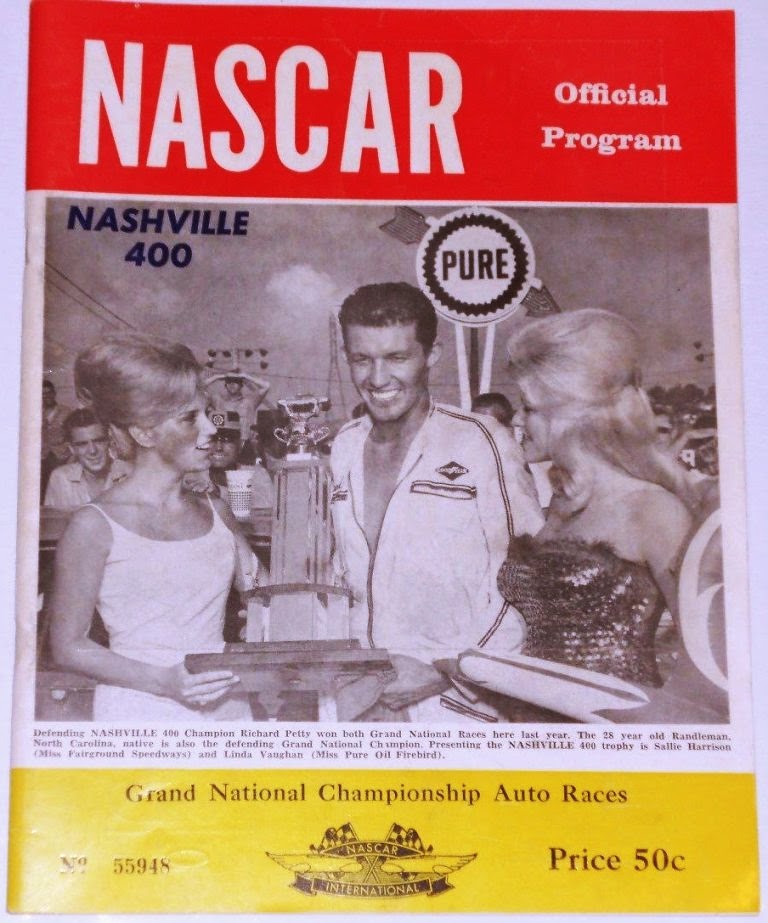 NASCAR
Official
Program
NASHVILLE
400
PURE
GOODYEAR
6
Defending NASHVILLE 400 Champion Richard Petty won both Grand National Races here last year. The 28 year old Randleman,
North Carolina, native is also the defending Grand National Champion. Presenting the NASHVILLE 400 trophy is Sallie Harrison
(Miss Fairground Speedways) and Linda Vaughan (Miss Pure Oil Firebird).
Grand National Championship Auto Races
Nº 55948
NASCAR
INTERNATIONAL
Price 50c